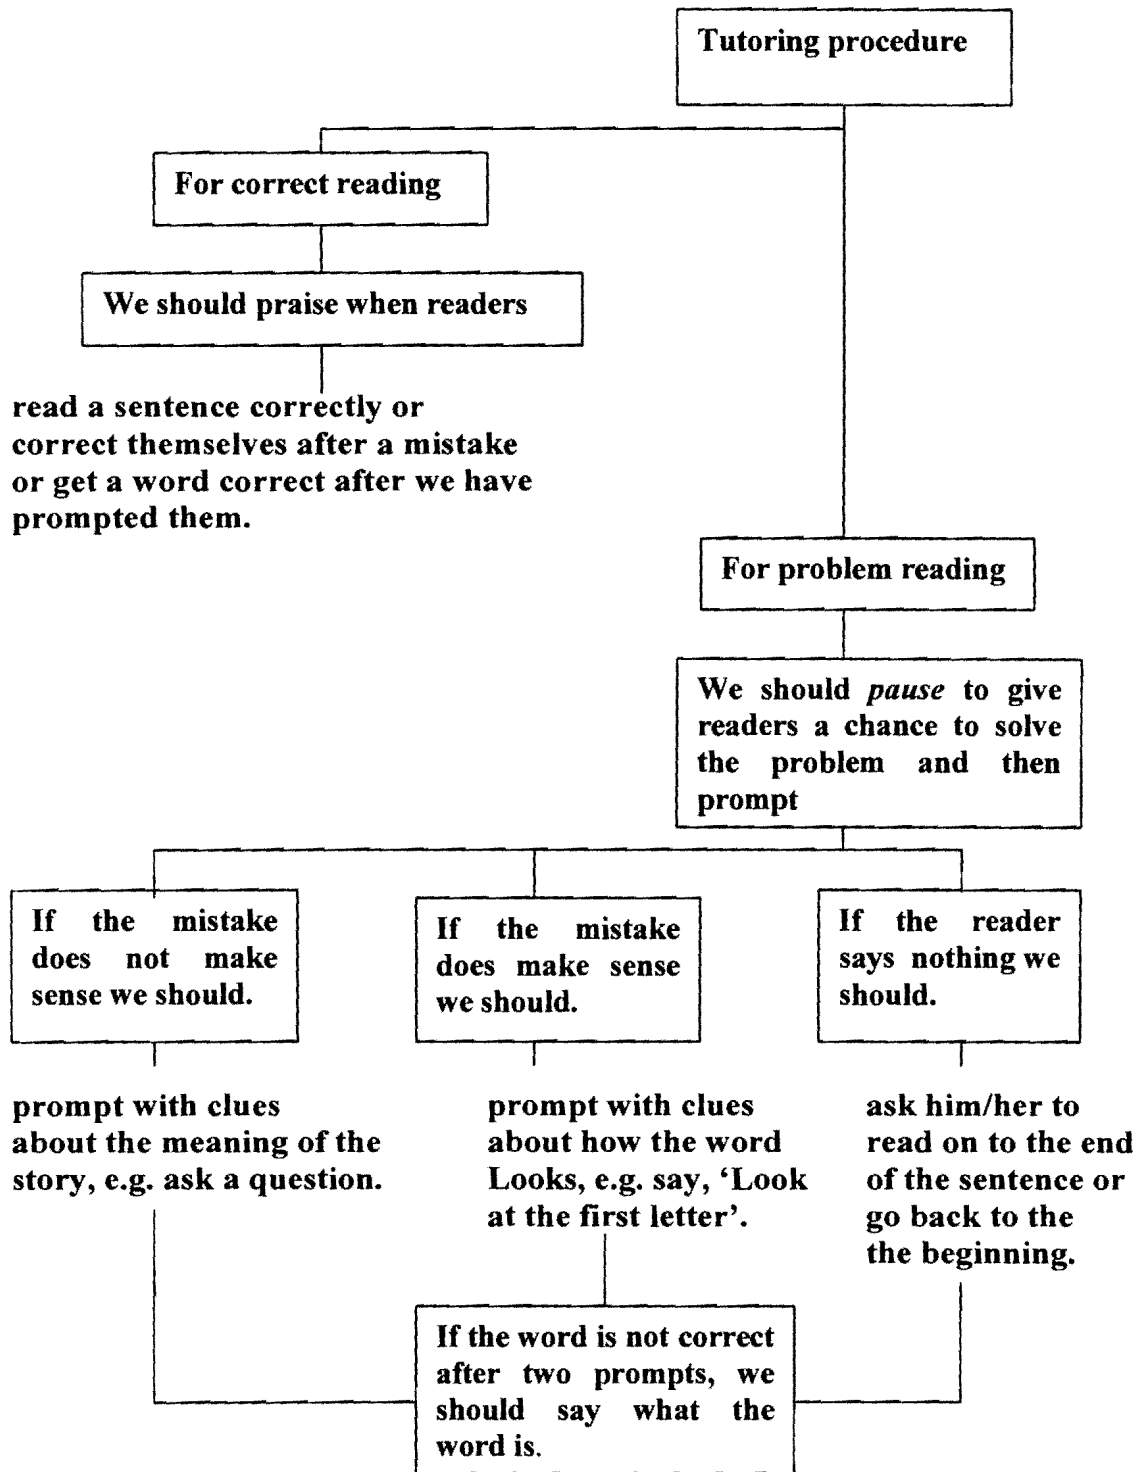 Tutoring procedure
For correct reading
We should praise when readers
read a sentence correctly or
correct themselves after a mistake
or get a word correct after we have
prompted them.
For problem reading
We should pause to give
readers a chance to solve
the problem and then
prompt
If the mistake
does not make
sense we should.
If the mistake
does make sense
we should.
If the reader
says nothing we
should.
prompt with clues
about the meaning of the
story, e.g. ask a question.
prompt with clues
about how the word
Looks, e.g. say, ‘Look
at the first letter’.
ask him/her to
read on to the end
of the sentence or
go back to the
the beginning.
If the word is not correct
after two prompts, we
should say what the
word is.